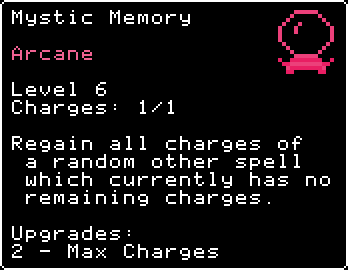 Mystic Memory
Arcane
Level 6
Charges: 1/1
Regain all charges of
a random other spell
which currently has no
remaining charges.
Upgrades:
2 - Max Charges